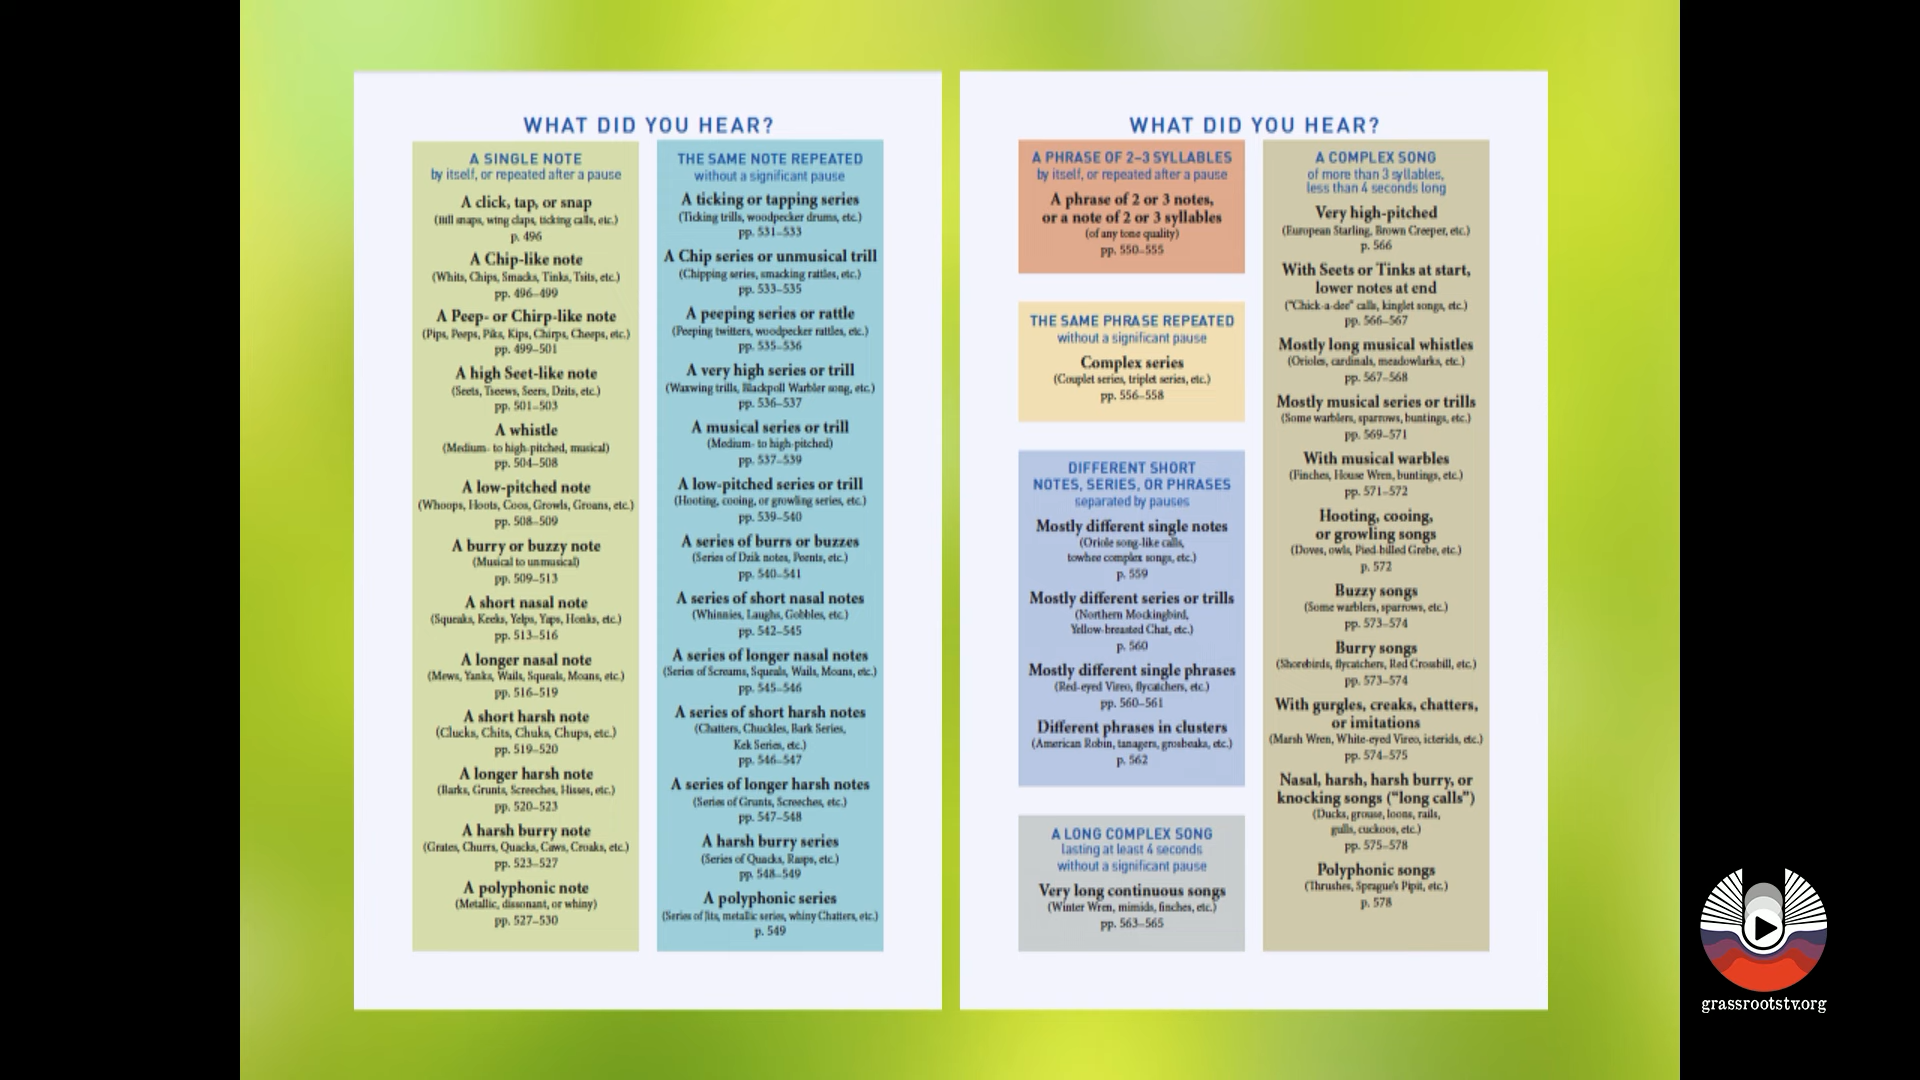 WHAT DID YOU HEAR?
A SINGLE NOTE
by itself, or repeated after a pause
A click, tap, or snap
(Bill snaps, wing claps, ticking calls, etc.)
p. 496
A Chip-like note
(Whits, Chips, Smacks, Tinks, Tsits, etc.)
pp. 496–499
A Peep- or Chirp-like note
(Pips, Peeps, Piks, Kips, Chirps, Cheeps, etc.)
pp. 499–501
A high Seet-like note
(Seets, Tseews, Seers, Dzits, etc.)
pp. 501–503
A whistle
(Medium- to high-pitched, musical)
pp. 504–508
A low-pitched note
(Whoops, Hoots, Coos, Growls, Groans, etc.)
pp. 508–509
A burry or buzzy note
(Musical to unmusical)
pp. 509–513
A short nasal note
(Squeaks, Keeks, Yelps, Yaps, Honks, etc.)
pp. 513–516
A longer nasal note
(Mews, Yanks, Wails, Squeals, Moans, etc.)
pp. 516–519
A short harsh note
(Clucks, Chits, Chuks, Chups, etc.)
pp. 519–520
A longer harsh note
(Barks, Grunts, Screeches, Hisses, etc.)
pp. 520–523
A harsh burry note
(Grates, Churrs, Quacks, Caws, Croaks, etc.)
pp. 523–527
A polyphonic note
(Metallic, dissonant, or whiny)
pp. 527–530
THE SAME NOTE REPEATED
without a significant pause
A ticking or tapping series
(Ticking trills, woodpecker drums, etc.)
pp. 531–533
A Chip series or unmusical trill
(Chipping series, smacking rattles, etc.)
pp. 533–535
A peeping series or rattle
(Peeping twitters, woodpecker rattles, etc.)
pp. 535–536
A very high series or trill
(Waxwing trills, Blackpoll Warbler song, etc.)
pp. 536–537
A musical series or trill
(Medium- to high-pitched)
pp. 537–539
A low-pitched series or trill
(Hooting, cooing, or growling series, etc.)
pp. 539–540
A series of burrs or buzzes
(Series of Dzik notes, Peents, etc.)
pp. 540–541
A series of short nasal notes
(Whinnies, Laughs, Gobbles, etc.)
pp. 542–545
A series of longer nasal notes
(Series of Screams, Squeals, Wails, Moans, etc.)
pp. 545–546
A series of short harsh notes
(Chatters, Chuckles, Bark Series,
Kek Series, etc.)
pp. 546–547
A series of longer harsh notes
(Series of Grunts, Screeches, etc.)
pp. 547–548
A harsh burry series
(Series of Quacks, Rasps, etc.)
pp. 548–549
A polyphonic series
(Series of Jits, metallic series, whiny Chatters, etc.)
p. 549
WHAT DID YOU HEAR?
A PHRASE OF 2–3 SYLLABLES
by itself, or repeated after a pause
A phrase of 2 or 3 notes,
or a note of 2 or 3 syllables
(of any tone quality)
pp. 550–555
THE SAME PHRASE REPEATED
without a significant pause
Complex series
(Couplet series, triplet series, etc.)
pp. 556–558
DIFFERENT SHORT
NOTES, SERIES, OR PHRASES
separated by pauses
Mostly different single notes
(Oriole song-like calls,
towhee complex songs, etc.)
p. 559
Mostly different series or trills
(Northern Mockingbird,
Yellow-breasted Chat, etc.)
p. 560
Mostly different single phrases
(Red-eyed Vireo, flycatchers, etc.)
pp. 560–561
Different phrases in clusters
(American Robin, tanagers, grosbeaks, etc.)
p. 562
A LONG COMPLEX SONG
lasting at least 4 seconds
without a significant pause
Very long continuous songs
(Winter Wren, mimids, finches, etc.)
pp. 563–565
A COMPLEX SONG
of more than 3 syllables,
less than 4 seconds long
Very high-pitched
(European Starling, Brown Creeper, etc.)
p. 566
With Seets or Tinks at start,
lower notes at end
("Chick-a-dee" calls, kinglet songs, etc.)
pp. 566–567
Mostly long musical whistles
(Orioles, cardinals, meadowlarks, etc.)
pp. 567–568
Mostly musical series or trills
(Some warblers, sparrows, buntings, etc.)
pp. 569–571
With musical warbles
(Finches, House Wren, buntings, etc.)
pp. 571–572
Hooting, cooing,
or growling songs
(Doves, owls, Pied-billed Grebe, etc.)
p. 572
Buzzy songs
(Some warblers, sparrows, etc.)
pp. 573–574
Burry songs
(Shorebirds, flycatchers, Red Crossbill, etc.)
pp. 573–574
With gurgles, creaks, chatters,
or imitations
(Marsh Wren, White-eyed Vireo, icterids, etc.)
pp. 574–575
Nasal, harsh, harsh burry, or
knocking songs ("long calls")
(Ducks, grouse, loons, rails,
gulls, cuckoos, etc.)
pp. 575–578
Polyphonic songs
(Thrushes, Sprague's Pipit, etc.)
p. 578
grassrootstv.org